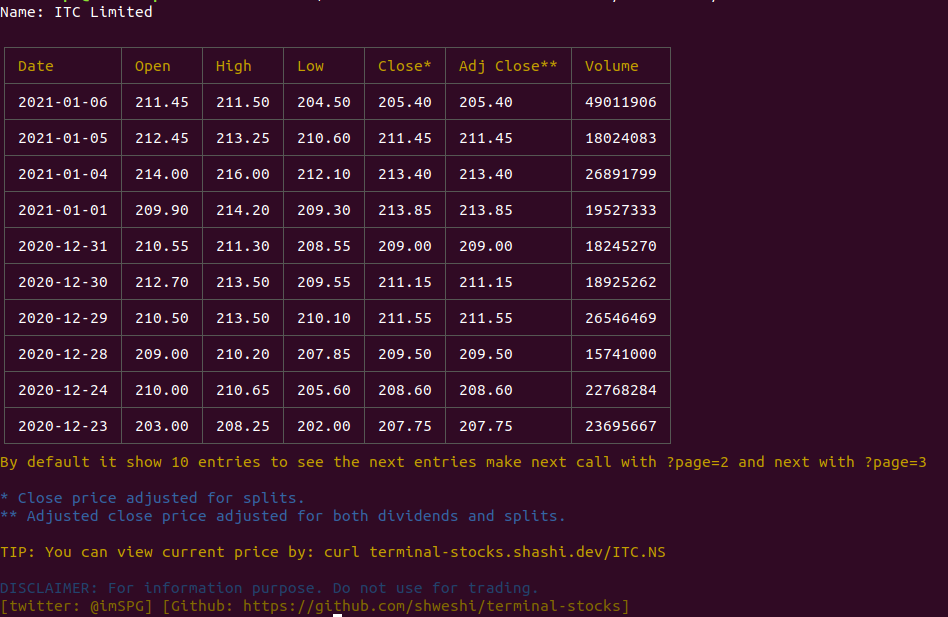 Name: ITC Limited
Date Open High Low Close* Adj Close** Volume
2021-01-06 211.45 211.50 204.50 205.40 205.40 49011906
2021-01-05 212.45 213.25 210.60 211.45 211.45 18024083
2021-01-04 214.00 216.00 212.10 213.40 213.40 26891799
2021-01-01 209.90 214.20 209.30 213.85 213.85 19527333
2020-12-31 210.55 211.30 208.55 209.00 209.00 18245270
2020-12-30 212.70 213.50 209.55 211.15 211.15 18925262
2020-12-29 210.50 213.50 210.10 211.55 211.55 26546469
2020-12-28 209.00 210.20 207.85 209.50 209.50 15741000
2020-12-24 210.00 210.65 205.60 208.60 208.60 22768284
2020-12-23 203.00 208.25 202.00 207.75 207.75 23695667
By default it show 10 entries to see the next entries make next call with ?page=2 and next with ?page=3
* Close price adjusted for splits.
** Adjusted close price adjusted for both dividends and splits.
TIP: You can view current price by: curl terminal-stocks.shashi.dev/ITC.NS
DISCLAIMER: For information purpose. Do not use for trading.
[twitter: @imSPG] [Github: https://github.com/shweshi/terminal-stocks]